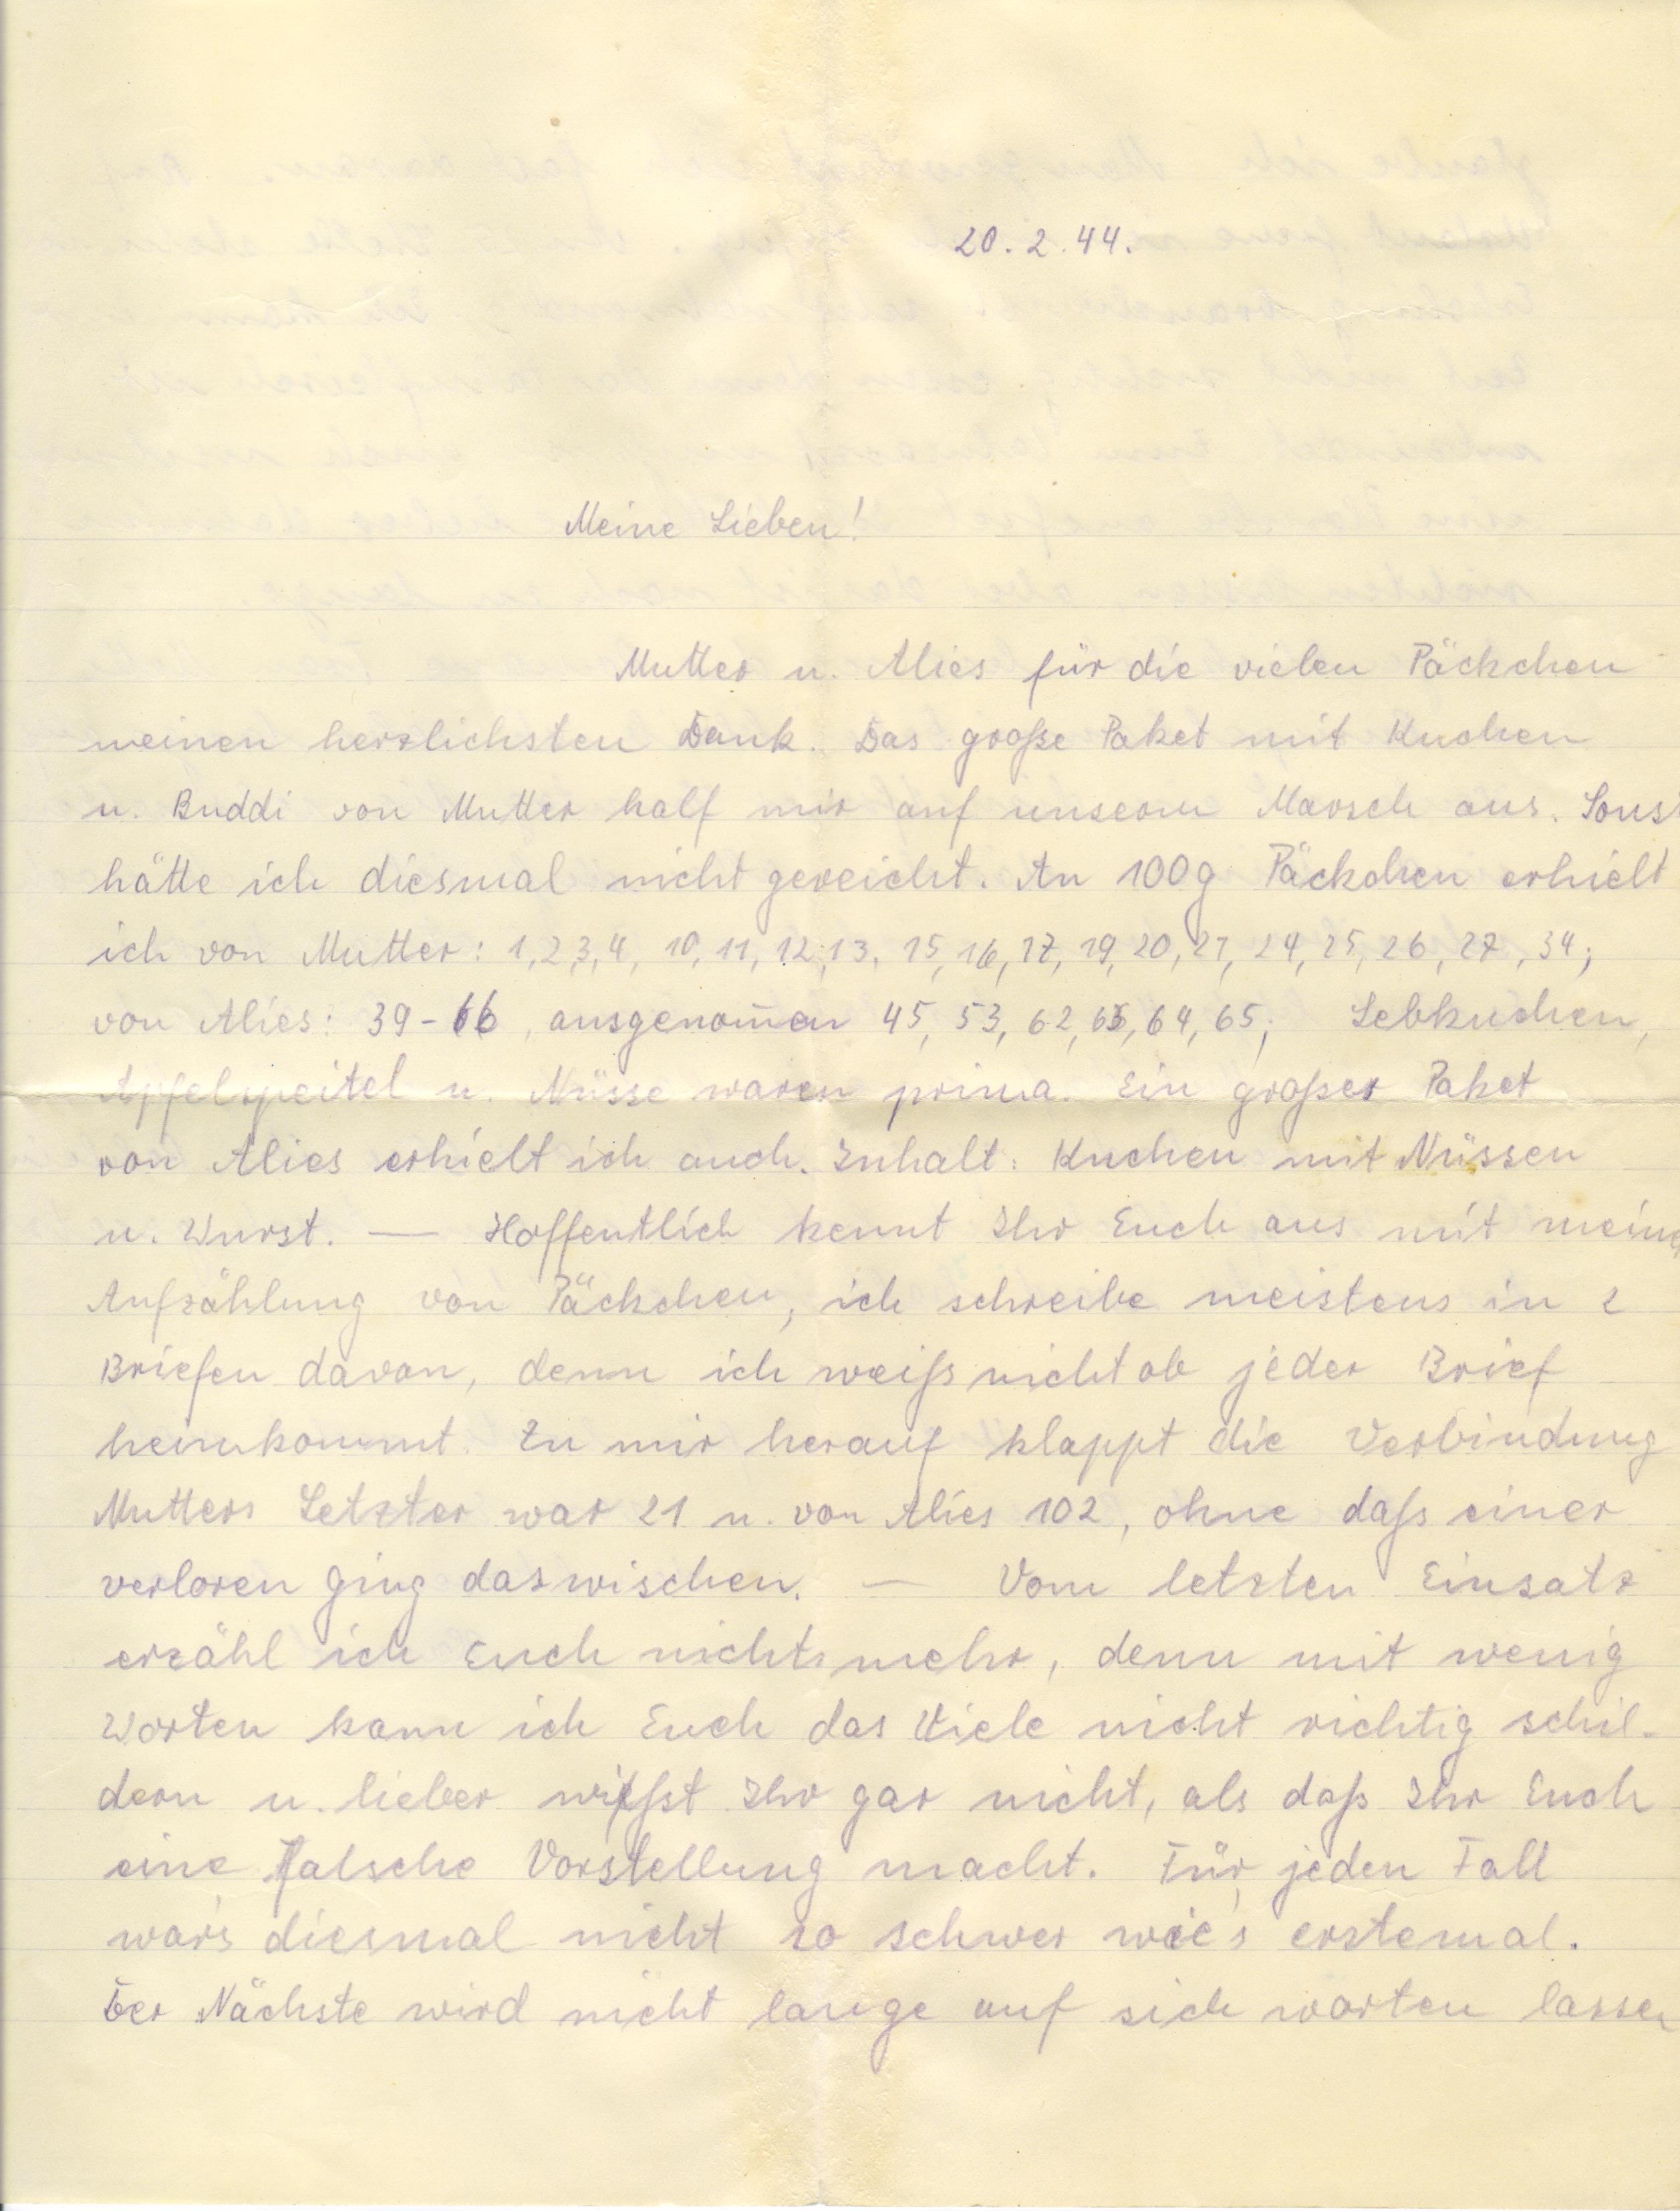 20.2.44.
Meine Lieben!
Mutter u. Alies für die vielen Päckchen
meinen herzlichsten Dank. Das große Paket mit Kuchen
u. Buddi von Mutter half mir auf unserm Marsch aus. Sonst
hätte ich diesmal nicht gereicht. An 100g Päckchen erhielt
ich von Mutter: 1,2,3,4, 10, 11, 12,13, 15,16,17, 19, 20,21, 24, 25, 26, 27, 34;
von Alies: 39-66, ausgenom̄en 45, 53, 62,63,64,65; Lebkuchen,
Apfelspeitel u. Nüsse waren prima. Ein großes Paket
von Alies erhielt ich auch. Inhalt: Kuchen mit Nüssen
u. Wurst. — Hoffentlich kennt Ihr Euch aus mit meiner
Aufzählung von Päckchen, ich schreibe meistens in 2
Briefen davon, denn ich weiß nicht ob jeder Brief
heimkommt. Zu mir herauf klappt die Verbindung
Mutters Letzter war 21 u. von Alies 102, ohne daß einer
verloren ging dazwischen. — Vom letzten Einsatz
erzähl ich Euch nichts mehr, denn mit wenig
Worten kann ich Euch das Viele nicht richtig schil-
dern u. lieber wißt Ihr gar nicht, als daß Ihr Euch
eine falsche Vorstellung macht. Für jeden Fall
war's diesmal nicht so schwer wie's erstemal.
Der Nächste wird nicht lange auf sich warten lassen